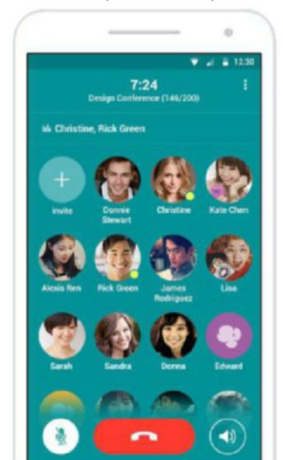 12:30
7:24
Design Conference (146/200)
Christine, Rick Green
invite
Donnie Stewart
Christine
Kate Chen
Alexis Ren
Rick Green
James Rodriguez
Lisa
Sarah
Sandra
Donna
Edward